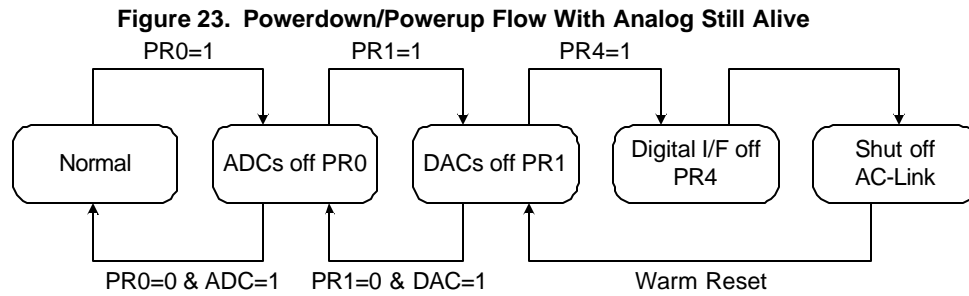 Figure 23. Powerdown/Powerup Flow With Analog Still Alive
PR0=1
PR1=1
PR4=1
Normal
ADCs off PR0
DACs off PR1
Digital I/F off
PR4
Shut off
AC-Link
PR0=0 & ADC=1
PR1=0 & DAC=1
Warm Reset